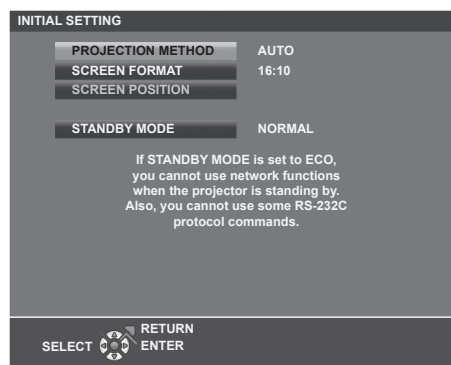 INITIAL SETTING
PROJECTION METHOD AUTO
SCREEN FORMAT 16:10
SCREEN POSITION
STANDBY MODE NORMAL
If STANDBY MODE is set to ECO,
you cannot use network functions
when the projector is standing by.
Also, you cannot use some RS-232C
protocol commands.
RETURN
SELECT ENTER